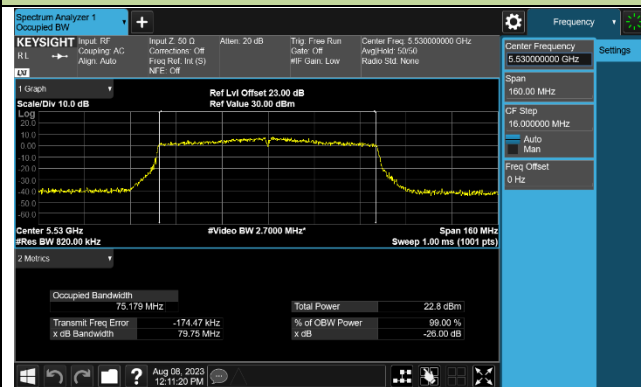 Spectrum Analyzer 1
Occupied BW
Frequency
KEYSIGHT
RL
LXI
Input: RF
Coupling: AC
Align: Auto
Input Z: 50 Ω
Corrections: Off
Freq Ref: Int (S)
NFE: Off
Atten: 20 dB
Trig: Free Run
Gate: Off
#IF Gain: Low
Center Freq: 5.530000000 GHz
Avg|Hold: 50/50
Radio Std: None
Center Frequency
5.530000000 GHz
Settings
Span
160.00 MHz
CF Step
16.000000 MHz
Auto
Man
Freq Offset
0 Hz
1 Graph
Scale/Div 10.0 dB
Ref Lvl Offset 23.00 dB
Ref Value 30.00 dBm
Log
20.0
10.0
0.00
-10.0
-20.0
-30.0
-40.0
-50.0
-60.0
Center 5.53 GHz
#Res BW 820.00 kHz
#Video BW 2.7000 MHz*
Span 160 MHz
Sweep 1.00 ms (1001 pts)
2 Metrics
Occupied Bandwidth
75.179 MHz
Total Power 22.8 dBm
Transmit Freq Error -174.47 kHz
% of OBW Power 99.00 %
x dB Bandwidth 79.75 MHz
x dB -26.00 dB
?
Aug 08, 2023
12:11:20 PM